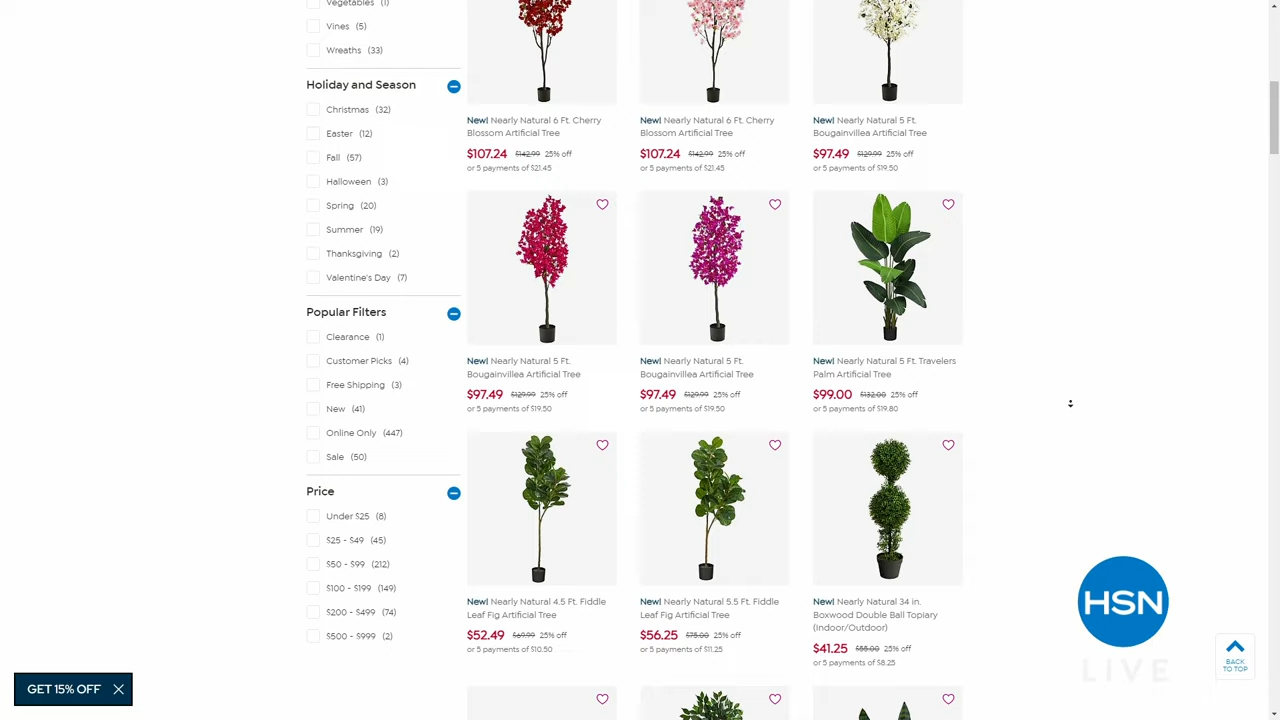 Vegetables (1)
Vines (5)
Wreaths (33)
Holiday and Season
Christmas (32)
Easter (12)
Fall (57)
Halloween (3)
Spring (20)
Summer (19)
Thanksgiving (2)
Valentine's Day (7)
Popular Filters
Clearance (1)
Customer Picks (4)
Free Shipping (3)
New (41)
Online Only (447)
Sale (50)
Price
Under $25 (8)
$25 - $49 (45)
$50 - $99 (212)
$100 - $199 (149)
$200 - $499 (74)
$500 - $999 (2)
New! Nearly Natural 6 Ft. Cherry
Blossom Artificial Tree
$107.24 $142.99 25% off
or 5 payments of $21.45
New! Nearly Natural 6 Ft. Cherry
Blossom Artificial Tree
$107.24 $142.99 25% off
or 5 payments of $21.45
New! Nearly Natural 5 Ft.
Bougainvillea Artificial Tree
$97.49 $129.99 25% off
or 5 payments of $19.50
New! Nearly Natural 5 Ft.
Bougainvillea Artificial Tree
$97.49 $129.99 25% off
or 5 payments of $19.50
New! Nearly Natural 5 Ft.
Bougainvillea Artificial Tree
$97.49 $129.99 25% off
or 5 payments of $19.50
New! Nearly Natural 5 Ft. Travelers
Palm Artificial Tree
$99.00 $132.00 25% off
or 5 payments of $19.80
New! Nearly Natural 4.5 Ft. Fiddle
Leaf Fig Artificial Tree
$52.49 $69.99 25% off
or 5 payments of $10.50
New! Nearly Natural 5.5 Ft. Fiddle
Leaf Fig Artificial Tree
$56.25 $75.00 25% off
or 5 payments of $11.25
New! Nearly Natural 34 in.
Boxwood Double Ball Topiary
(Indoor/Outdoor)
$41.25 $55.00 25% off
or 5 payments of $8.25
HSN
LIVE
BACK
TO TOP
GET 15% OFF